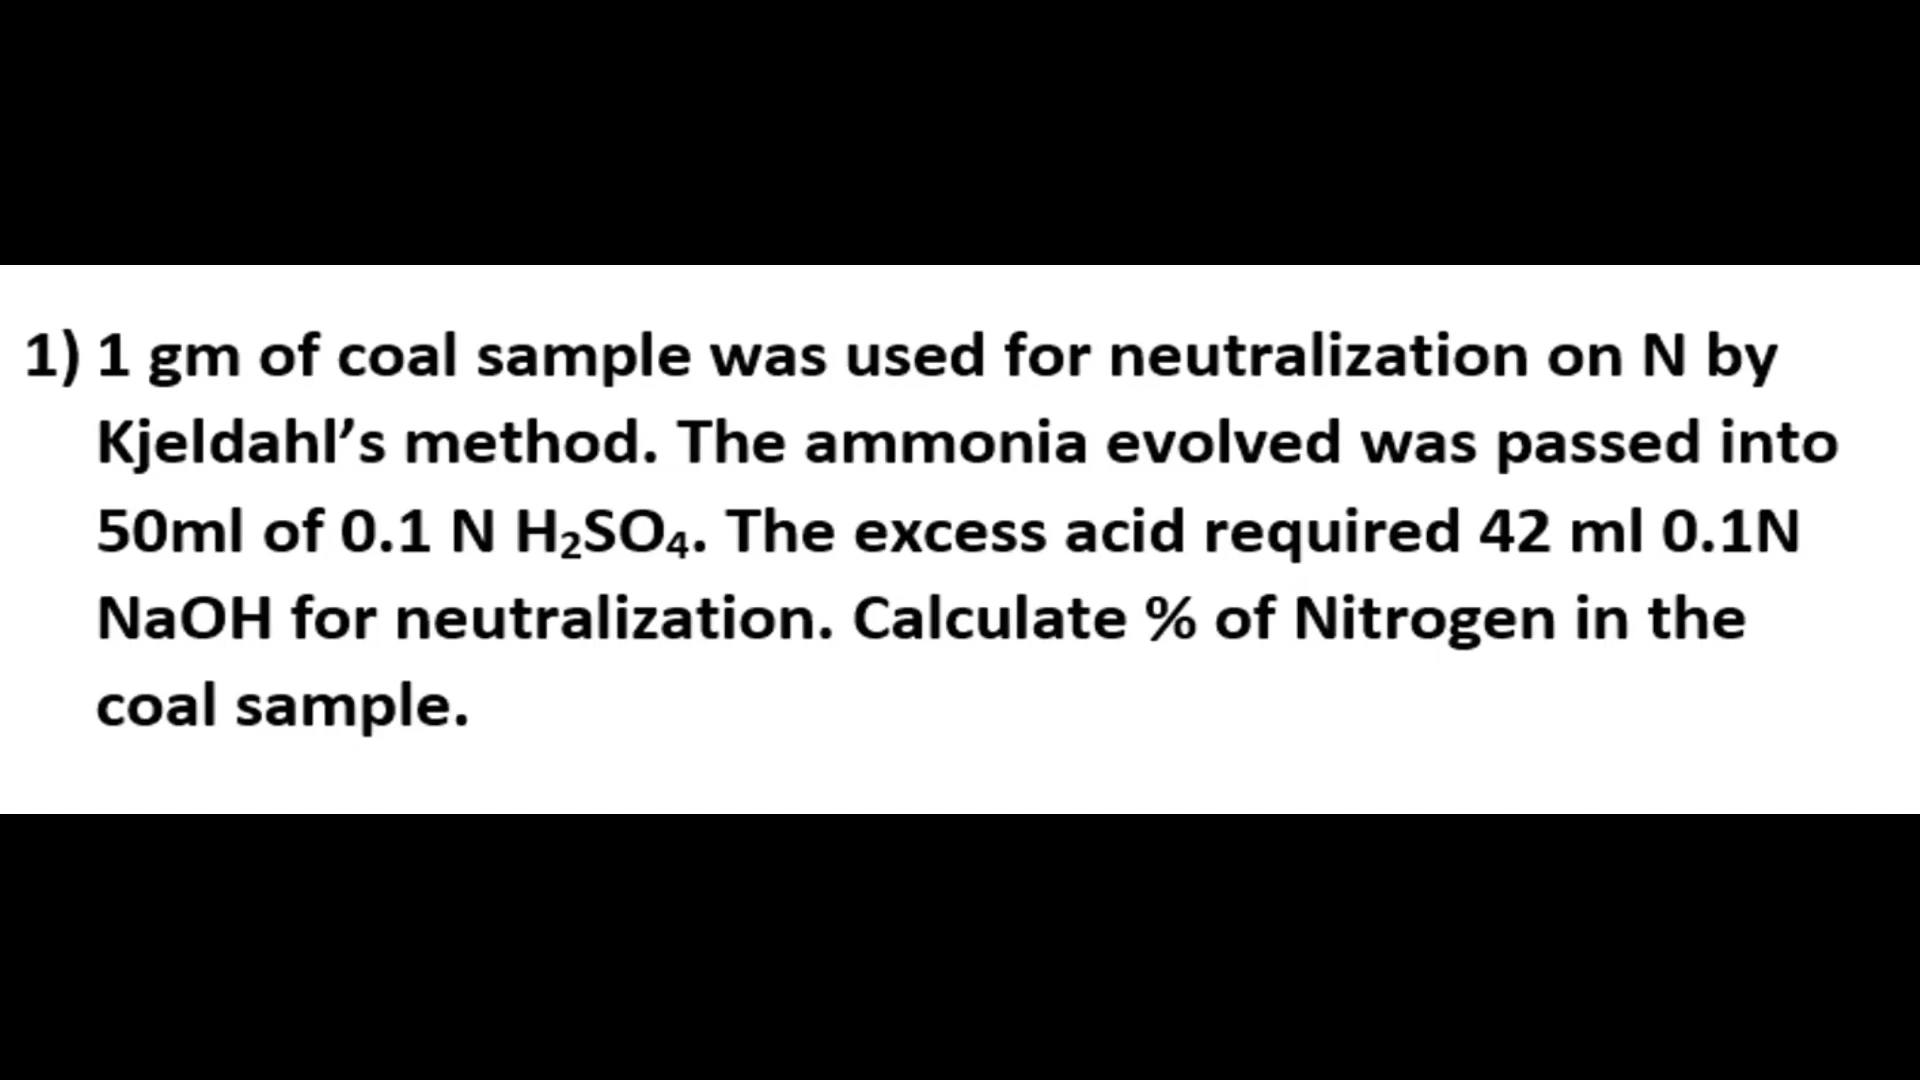 1) 1 gm of coal sample was used for neutralization on N by
Kjeldahl’s method. The ammonia evolved was passed into
50ml of 0.1 N H₂SO₄. The excess acid required 42 ml 0.1N
NaOH for neutralization. Calculate % of Nitrogen in the
coal sample.